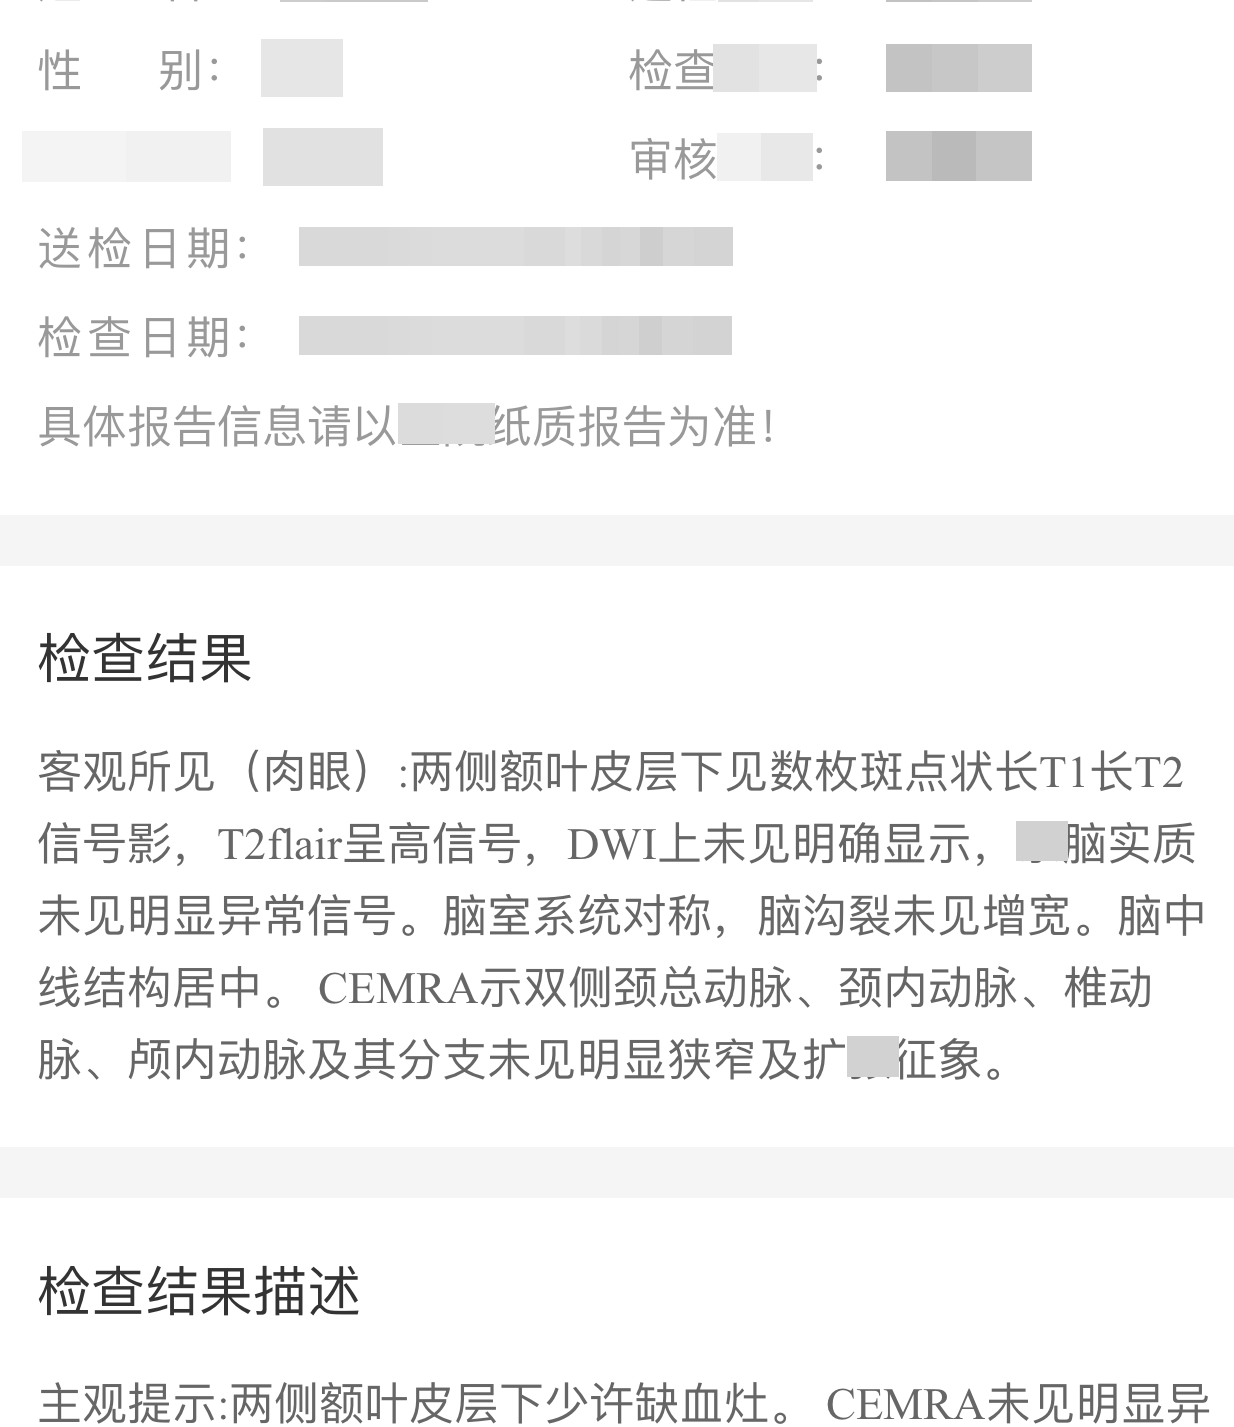 性 别： 检查 ：
审核 ：
送检日期：
检查日期：
具体报告信息请以 纸质报告为准！
检查结果
客观所见（肉眼）:两侧额叶皮层下见数枚斑点状长T1长T2
信号影，T2flair呈高信号，DWI上未见明确显示， 脑实质
未见明显异常信号。脑室系统对称，脑沟裂未见增宽。脑中
线结构居中。 CEMRA示双侧颈总动脉、颈内动脉、椎动
脉、颅内动脉及其分支未见明显狭窄及扩 征象。
检查结果描述
主观提示:两侧额叶皮层下少许缺血灶。 CEMRA未见明显异